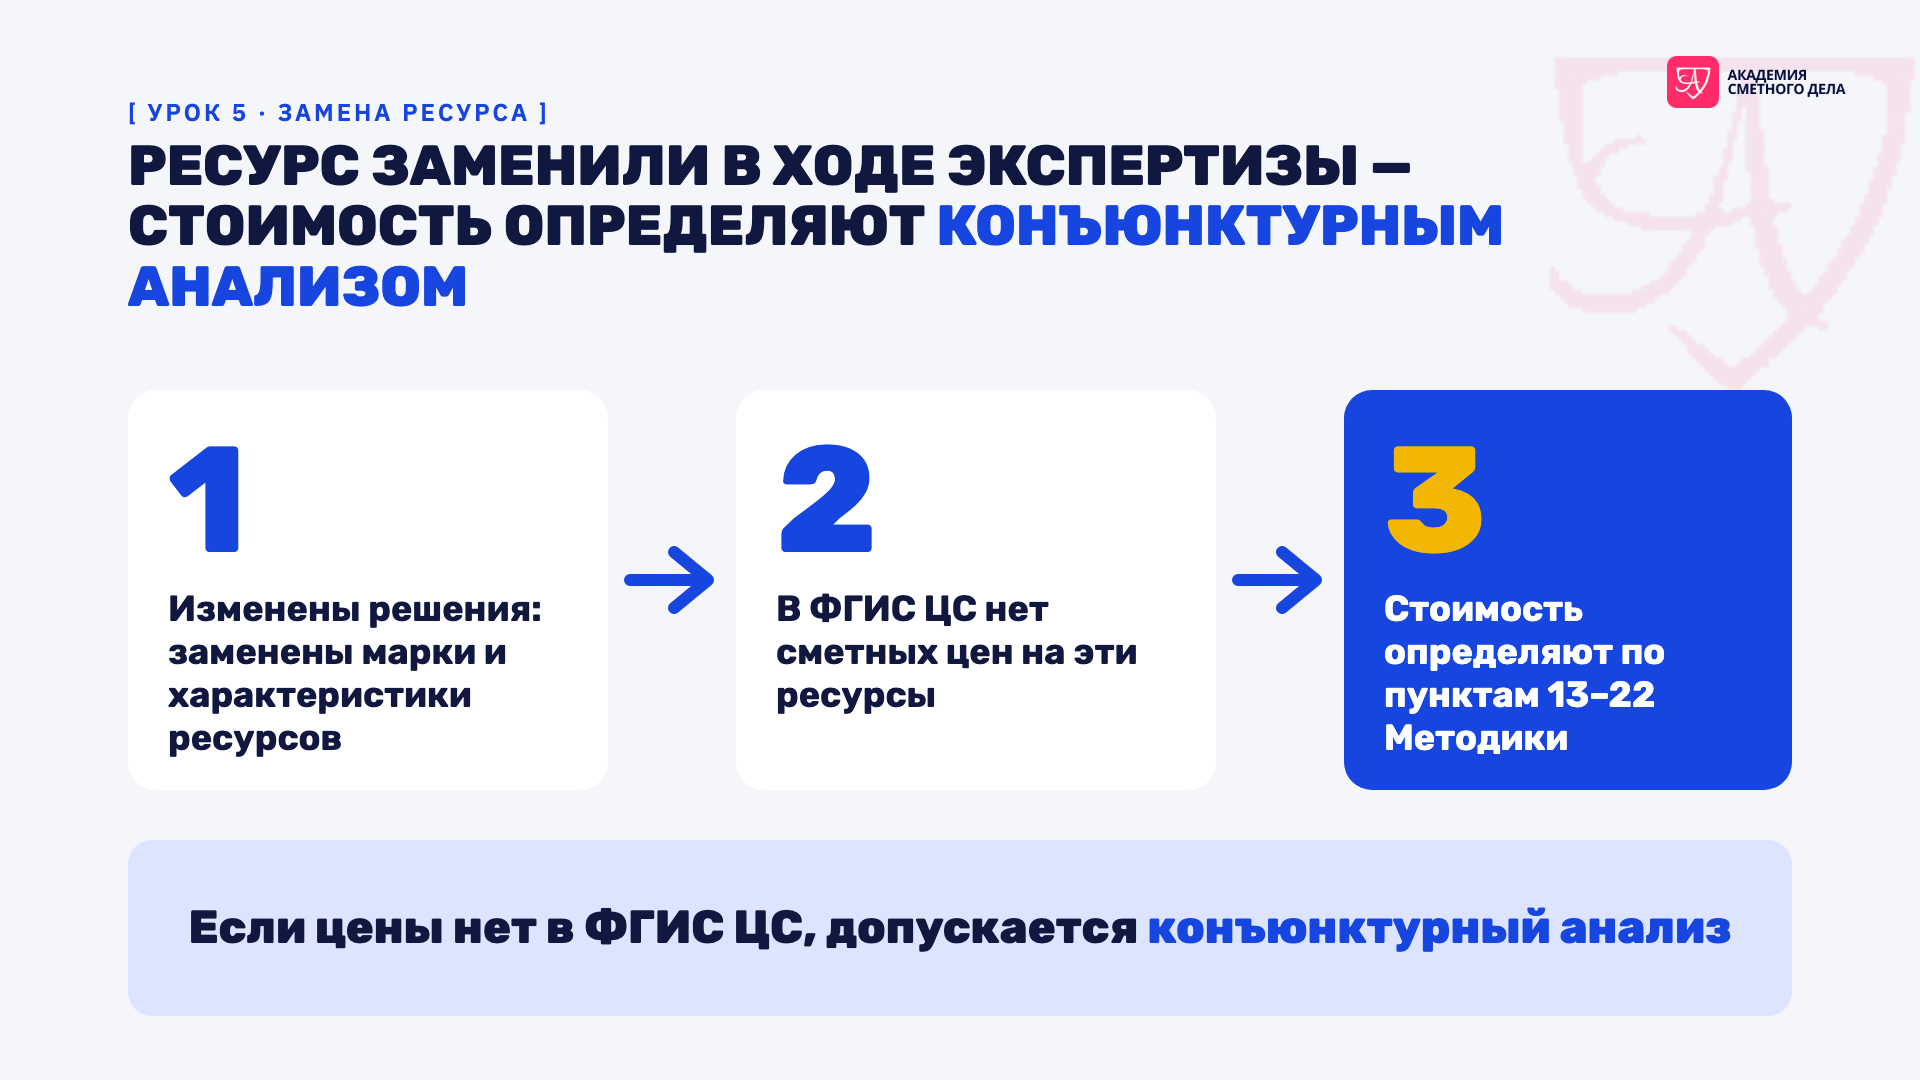 АКАДЕМИЯ
СМЕТНОГО ДЕЛА
[ УРОК 5 · ЗАМЕНА РЕСУРСА ]
РЕСУРС ЗАМЕНИЛИ В ХОДЕ ЭКСПЕРТИЗЫ —
СТОИМОСТЬ ОПРЕДЕЛЯЮТ КОНЪЮНКТУРНЫМ
АНАЛИЗОМ
1
Изменены решения:
заменены марки и
характеристики
ресурсов
2
В ФГИС ЦС нет
сметных цен на эти
ресурсы
3
Стоимость
определяют по
пунктам 13–22
Методики
Если цены нет в ФГИС ЦС, допускается конъюнктурный анализ